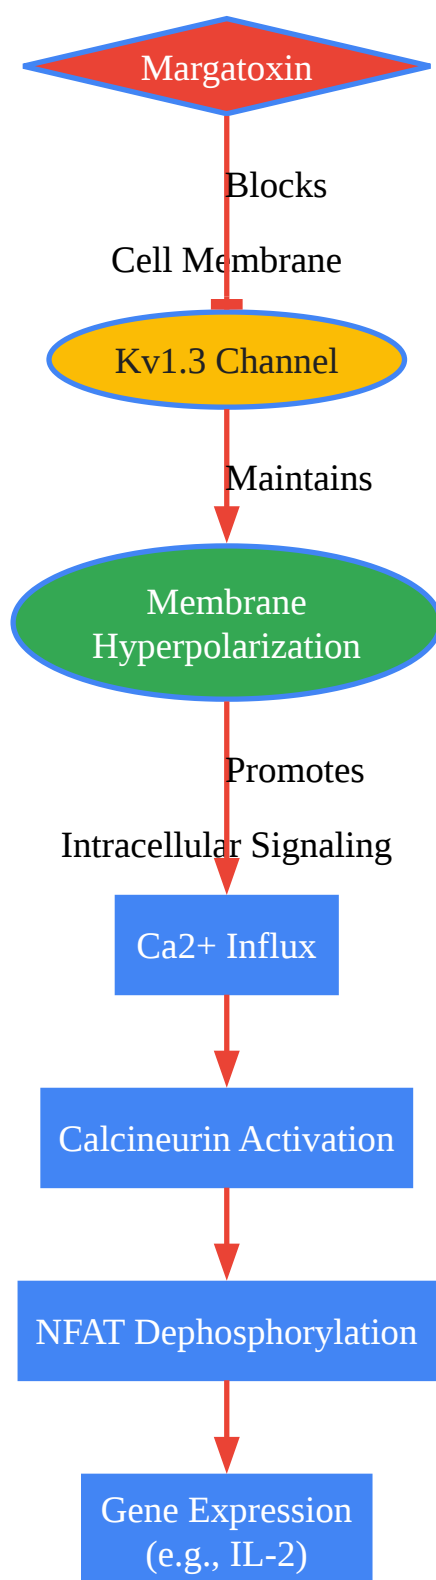 Margatoxin
Blocks
Cell Membrane
Kv1.3 Channel
Maintains
Membrane
Hyperpolarization
Promotes
Intracellular Signaling
Ca2+ Influx
Calcineurin Activation
NFAT Dephosphorylation
Gene Expression
(e.g., IL-2)